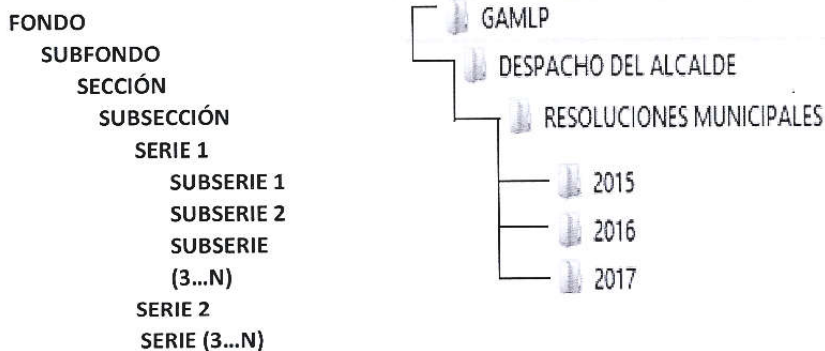 FONDO
SUBFONDO
SECCIÓN
SUBSECCIÓN
SERIE 1
SUBSERIE 1
SUBSERIE 2
SUBSERIE
(3...N)
SERIE 2
SERIE (3...N)
GAMLP
DESPACHO DEL ALCALDE
RESOLUCIONES MUNICIPALES
2015
2016
2017